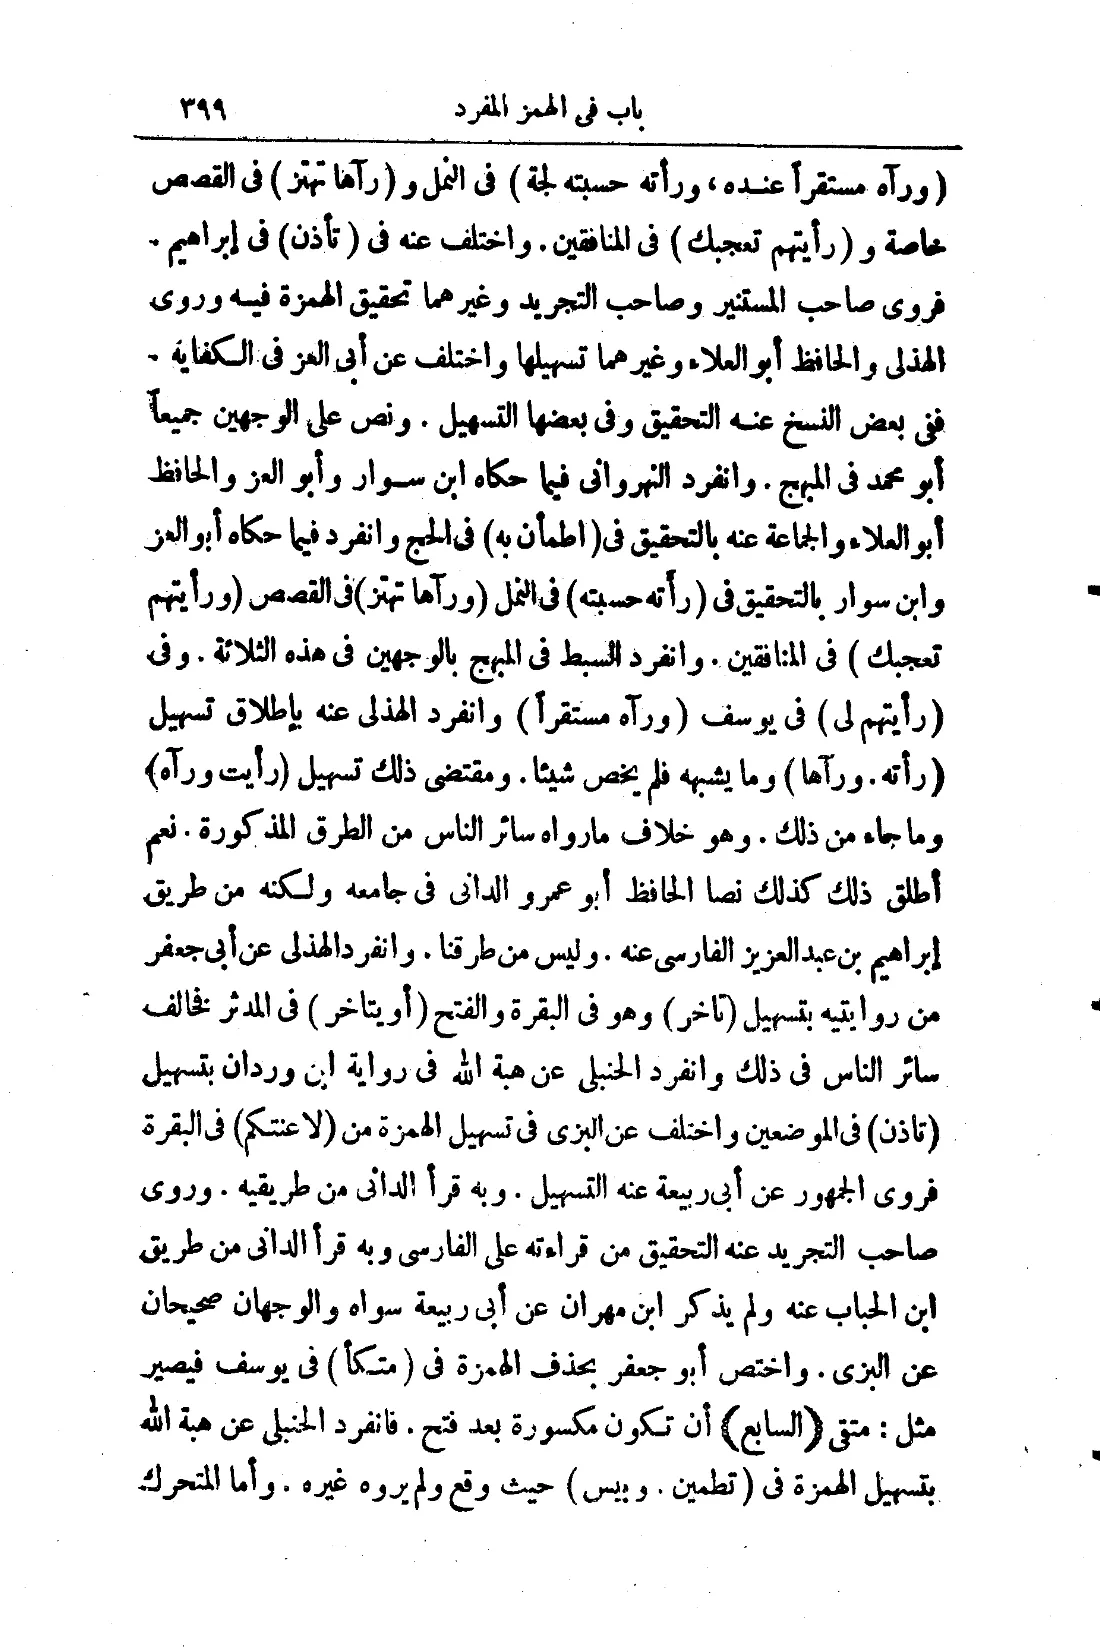 باب فى الهمز المفرد ٣٩٩
(ورآه مستقراً عنده، ورأته حسبته لجة) فى النمل و (رآها تهتز) فى القصص
خاصة و (رأيتهم تعجبك) فى المنافقين. واختلف عنه فى (تأذن) فى إبراهيم.
فروى صاحب المستنير وصاحب التجريد وغيرهما تحقيق الهمزة فيه وروى
الهذلى والحافظ أبو العلاء وغيرهما تسهيلها واختلف عن أبى العز فى الكفاية.
ففى بعض النسخ عنه التحقيق وفى بعضها التسهيل. ونص على الوجهين جميعاً
أبو محمد فى المبهج. وانفرد النهروانى فيما حكاه ابن سوار وأبو العز والحافظ
أبو العلاء والجماعة عنه بالتحقيق فى (اطمأن به) فى الحج وانفرد فيما حكاه أبو العز
وابن سوار بالتحقيق فى (رأته حسبته) فى النمل (ورآها تهتز) فى القصص (ورأيتهم
تعجبك) فى المنافقين. وانفرد السبط فى المبهج بالوجهين فى هذه الثلاثة. وفى
(رأيتهم لى) فى يوسف (ورآه مستقراً) وانفرد الهذلى عنه بإطلاق تسهيل
(رأته. ورآها) وما يشبهه فلم يخص شيئا. ومقتضى ذلك تسهيل (رأيت ورآه)
وما جاء من ذلك. وهو خلاف مارواه سائر الناس من الطرق المذكورة. نعم
أطلق ذلك كذلك نصا الحافظ أبو عمرو الدانى فى جامعه ولكنه من طريق
إبراهيم بن عبد العزيز الفارسى عنه. وليس من طرقنا. وانفرد الهذلى عن أبى جعفر
من روايتيه بتسهيل (تاخر) وهو فى البقرة والفتح (أو يتاخر) فى المدثر فخالف
سائر الناس فى ذلك وانفرد الحنبلى عن هبة الله فى رواية ابن وردان بتسهيل
(تاذن) فى الموضعين واختلف عن البزى فى تسهيل الهمزة من (لاعنتكم) فى البقرة
فروى الجمهور عن أبى ربيعة عنه التسهيل. وبه قرأ الدانى من طريقيه. وروى
صاحب التجريد عنه التحقيق من قراءته على الفارسى وبه قرأ الدانى من طريق
ابن الحباب عنه ولم يذكر ابن مهران عن أبى ربيعة سواه والوجهان صحيحان
عن البزى. واختص أبو جعفر بحذف الهمزة فى (متكأ) فى يوسف فيصير
مثل: متقى (السابع) أن تكون مكسورة بعد فتح. فانفرد الحنبلى عن هبة الله
بتسهيل الهمزة فى (تطمين. وبيس) حيث وقع ولم يروه غيره. وأما المتحرك